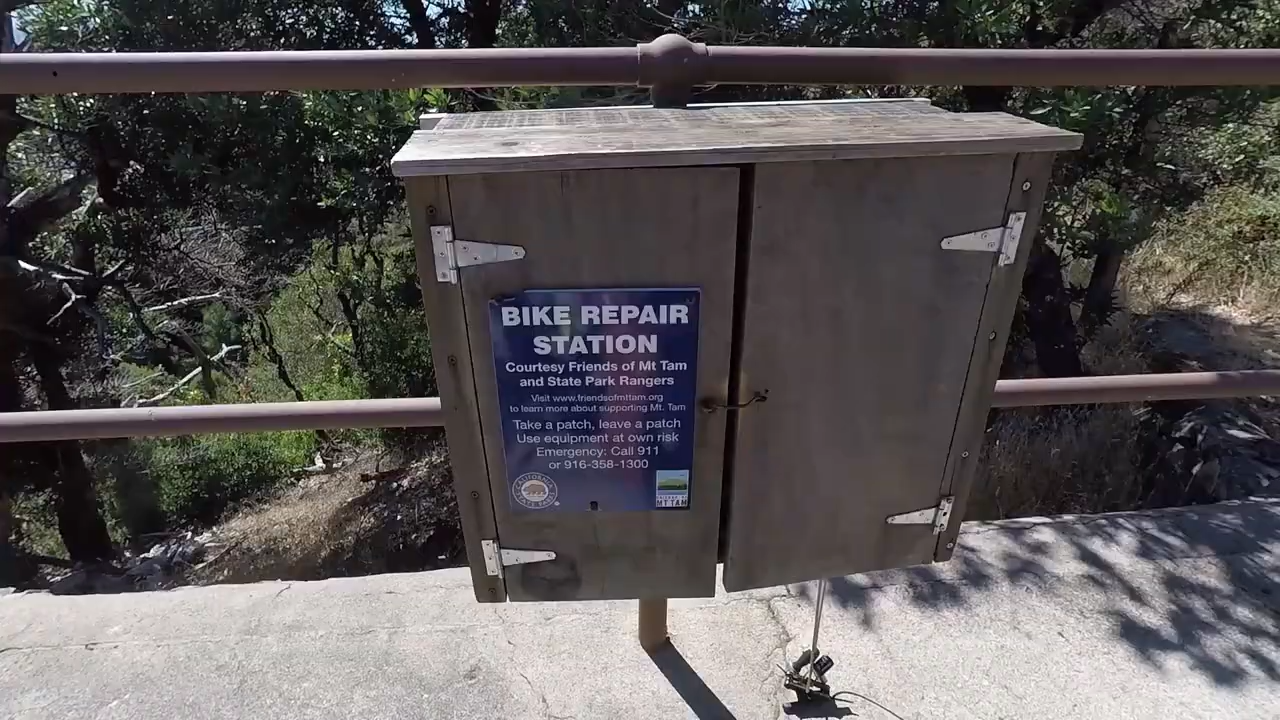 BIKE REPAIR
STATION
Courtesy Friends of Mt Tam
and State Park Rangers
Visit www.friendsofmttam.org
to learn more about supporting Mt. Tam
Take a patch, leave a patch
Use equipment at own risk
Emergency: Call 911
or 916-358-1300
CALIFORNIA
MT TAM